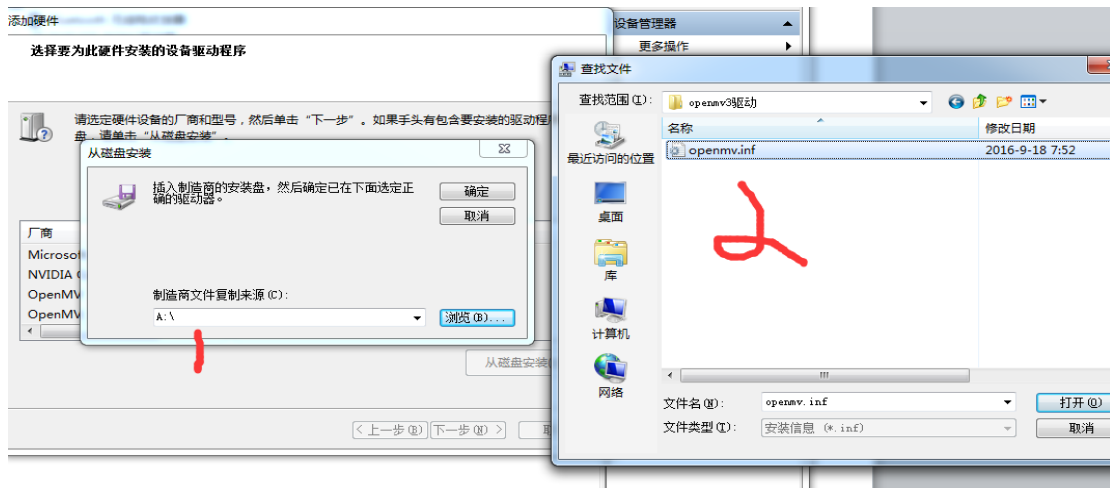 添加硬件
选择要为此硬件安装的设备驱动程序
请选定硬件设备的厂商和型号，然后单击“下一步”。如果手头有包含要安装的驱动程
盘，请单击“从磁盘安装”。
从磁盘安装
插入制造商的安装盘，然后确定已在下面选定正
确的驱动器。
确定
取消
厂商
Microsof
NVIDIA
OpenMV
OpenMV
制造商文件复制来源(C):
A:\
浏览(B)...
1
从磁盘安装
<上一步(B)
下一步(N) >
设备管理器
更多操作
查找文件
查找范围(I):
openmv3驱动
名称
修改日期
openmv.inf
2016-9-18 7:52
最近访问的位置
桌面
库
计算机
网络
2
文件名(N):
openmv.inf
打开(O)
文件类型(T):
安装信息 (*.inf)
取消